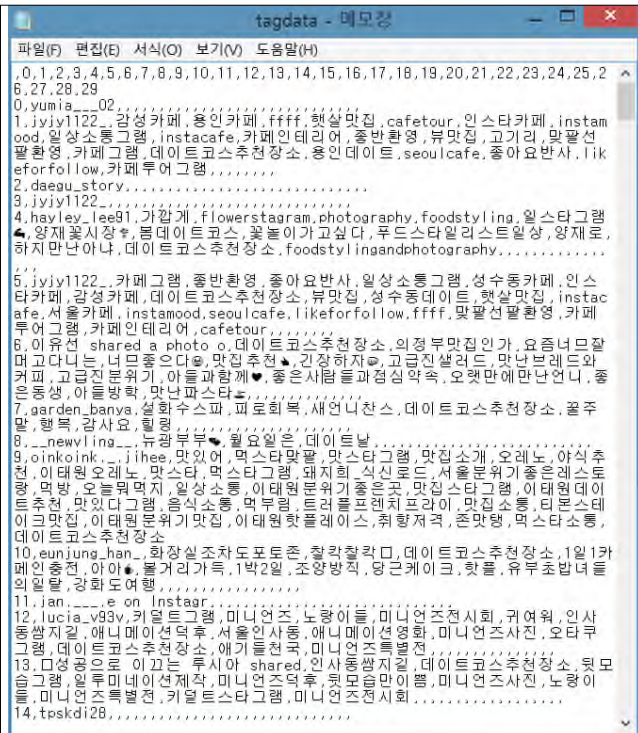 tagdata - 메모장
파일(F) 편집(E) 서식(O) 보기(V) 도움말(H)
,0,1,2,3,4,5,6,7,8,9,10,11,12,13,14,15,16,17,18,19,20,21,22,23,24,25,2
6,27,28,29
0,yumia___02,,,,,,,,,,,,,,,,,,,,,,,,,,,,,
1,jyjy1122_,감성카페,용인카페,ffff,햇살맛집,cafetour,인스타카페,instam
ood,일상소통그램,instacafe,카페인테리어,좋반환영,뷰맛집,고기리,맞팔선
팔환영,카페그램,데이트코스추천장소,용인데이트,seoulcafe,좋아요반사,lik
eforfollow,카페투어그램,,,,,,,,
2,daegu_story,,,,,,,,,,,,,,,,,,,,,,,,,,,,,
3,jyjy1122_,,,,,,,,,,,,,,,,,,,,,,,,,,,,,
4,hayley_lee91,가깝게,flowerstagram,photography,foodstyling,일스타그램
,양재꽃시장,봄데이트코스,꽃놀이가고싶다,푸드스타일리스트일상,양재로,
하지만난아냐,데이트코스추천장소,foodstylingandphotography,,,,,,,,,,,,,
,,,
5,jyjy1122_,카페그램,좋반환영,좋아요반사,일상소통그램,성수동카페,인스
타카페,감성카페,데이트코스추천장소,뷰맛집,성수동데이트,햇살맛집,instac
afe,서울카페,instamood,seoulcafe,likeforfollow,ffff,맞팔선팔환영,카페
투어그램,카페인테리어,cafetour,,,,,,,,
6,이유선 shared a photo o,데이트코스추천장소,의정부맛집인가,요즘너므잘
머고다니는,너므좋으다,맛집추천,긴장하자,고급진샐러드,맛난브레드와
커피,고급진분위기,아들과함께♥,좋은사람들과점심약속,오랫만에만난언니,좋
은동생,아들방학,맛난파스타,,,,,,,,,,,,,,
7,garden_banya,설화수스파,피로회복,새언니찬스,데이트코스추천장소,꿀주
말,행복,감사요,힐링,,,,,,,,,,,,,,,,,,,,,
8,__newvling__,뉴광부부,월요일은,데이트날,,,,,,,,,,,,,,,,,,,,,,,,,,
9,oinkoink._.jihee,맛있어,먹스타맞팔,맛스타그램,맛집소개,오레노,야식추
천,이태원오레노,맛스타,먹스타그램,돼지희_식신로드,서울분위기좋은레스토
랑,먹방,오늘뭐먹지,일상소통,이태원분위기좋은곳,맛집스타그램,이태원데이
트추천,맛있다그램,음식소통,먹부림,트러플프렌치프라이,맛집소통,티본스테
이크맛집,이태원분위기맛집,이태원핫플레이스,취향저격,존맛탱,먹스타소통,
데이트코스추천장소
10,eunjung_han_,화장실조차도포토존,찰칵찰칵□,데이트코스추천장소,1일1카
페인충전,아아,볼거리가득,1박2일,조양방직,당근케이크,핫플,유부초밥녀들
의일탈,강화도여행,,,,,,,,,,,,,,,,,
11,jan.___.e on Instagr,,,,,,,,,,,,,,,,,,,,,,,,,,,,,
12,lucia_v93v,키덜트그램,미니언즈,노랑이들,미니언즈전시회,귀여워,인사
동쌈지길,애니메이션덕후,서울인사동,애니메이션영화,미니언즈사진,오타쿠
그램,데이트코스추천장소,애기들천국,미니언즈특별전,,,,,,,,,,,,,,,
13,□성공으로 이끄는 루시아 shared,인사동쌈지길,데이트코스추천장소,뒷모
습그램,일루미네이션제작,미니언즈덕후,뒷모습만이쁨,미니언즈사진,노랑이
들,미니언즈특별전,키덜트스타그램,미니언즈전시회,,,,,,,,,,,,,,,,,,
14,tpskdi28,,,,,,,,,,,,,,,,,,,,,,,,,,,,,